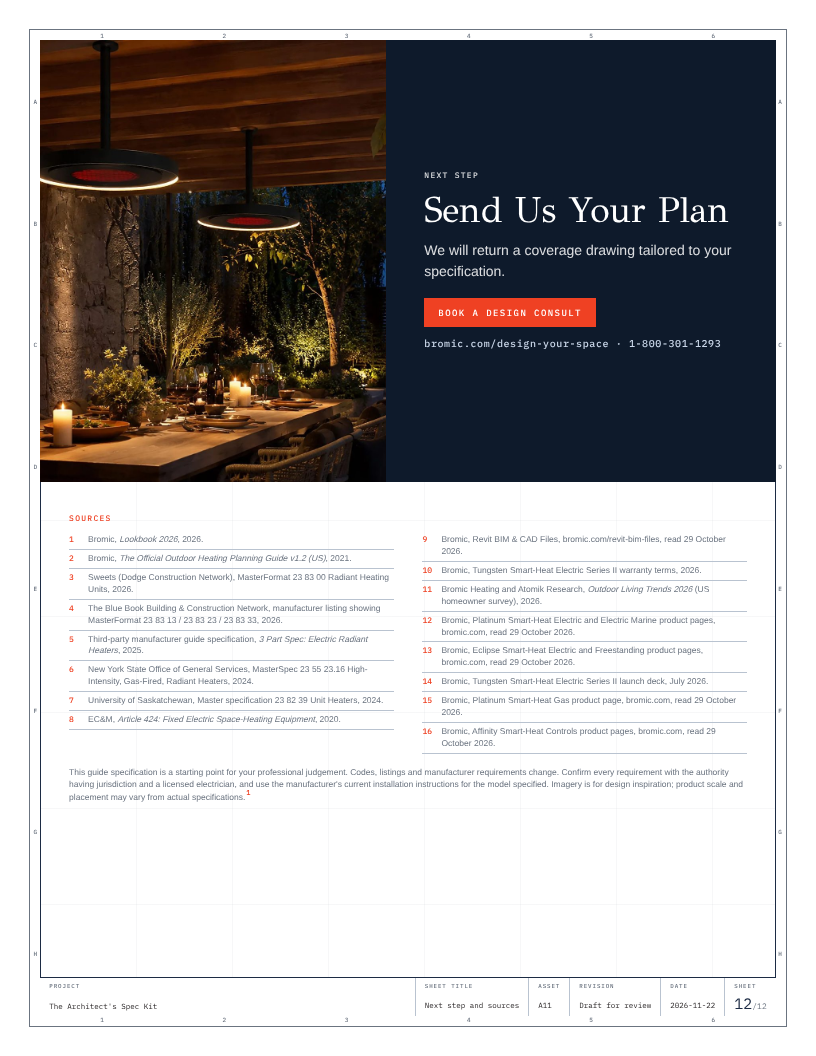 1 2 3 4 5 6
A A
B B
C C
D D
E E
F F
G G
H H
NEXT STEP
Send Us Your Plan
We will return a coverage drawing tailored to your
specification.
BOOK A DESIGN CONSULT
bromic.com/design-your-space · 1-800-301-1293
SOURCES
1 Bromic, Lookbook 2026, 2026.
2 Bromic, The Official Outdoor Heating Planning Guide v1.2 (US), 2021.
3 Sweets (Dodge Construction Network), MasterFormat 23 83 00 Radiant Heating
Units, 2026.
4 The Blue Book Building & Construction Network, manufacturer listing showing
MasterFormat 23 83 13 / 23 83 23 / 23 83 33, 2026.
5 Third-party manufacturer guide specification, 3 Part Spec: Electric Radiant
Heaters, 2025.
6 New York State Office of General Services, MasterSpec 23 55 23.16 High-
Intensity, Gas-Fired, Radiant Heaters, 2024.
7 University of Saskatchewan, Master specification 23 82 39 Unit Heaters, 2024.
8 EC&M, Article 424: Fixed Electric Space-Heating Equipment, 2020.
9 Bromic, Revit BIM & CAD Files, bromic.com/revit-bim-files, read 29 October
2026.
10 Bromic, Tungsten Smart-Heat Electric Series II warranty terms, 2026.
11 Bromic Heating and Atomik Research, Outdoor Living Trends 2026 (US
homeowner survey), 2026.
12 Bromic, Platinum Smart-Heat Electric and Electric Marine product pages,
bromic.com, read 29 October 2026.
13 Bromic, Eclipse Smart-Heat Electric and Freestanding product pages,
bromic.com, read 29 October 2026.
14 Bromic, Tungsten Smart-Heat Electric Series II launch deck, July 2026.
15 Bromic, Platinum Smart-Heat Gas product page, bromic.com, read 29 October
2026.
16 Bromic, Affinity Smart-Heat Controls product pages, bromic.com, read 29
October 2026.
This guide specification is a starting point for your professional judgement. Codes, listings and manufacturer requirements change. Confirm every requirement with the authority
having jurisdiction and a licensed electrician, and use the manufacturer's current installation instructions for the model specified. Imagery is for design inspiration; product scale and
placement may vary from actual specifications.1
PROJECT SHEET TITLE ASSET REVISION DATE SHEET
The Architect's Spec Kit Next step and sources A11 Draft for review 2026-11-22 12/12
1 2 3 4 5 6